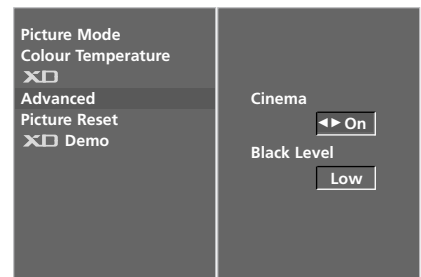 Picture Mode
Colour Temperature
XD
Advanced
Picture Reset
XD Demo
Cinema
◄► On
Black Level
Low